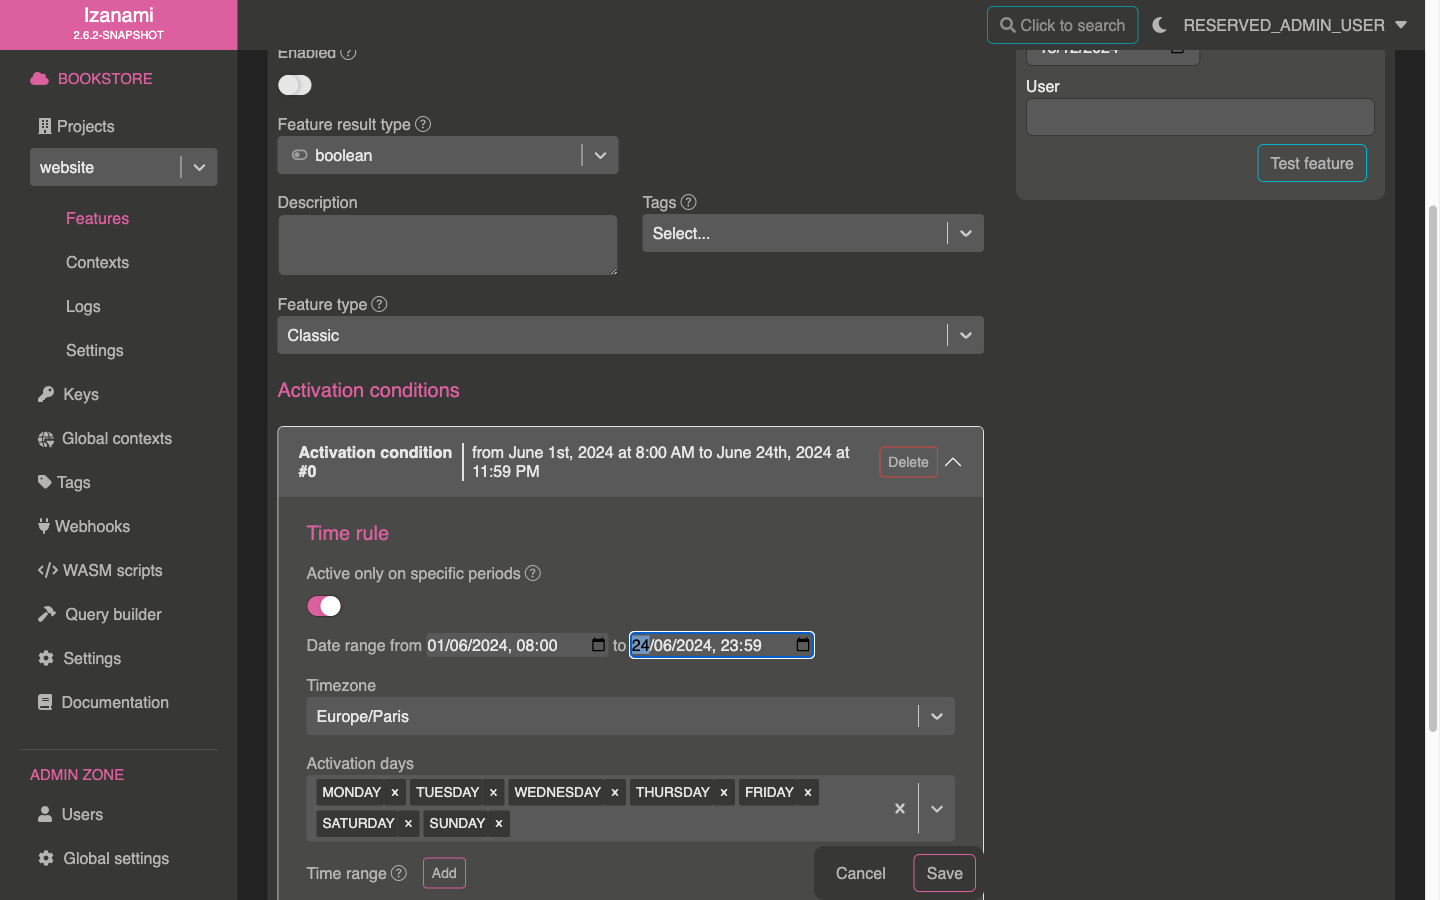 Izanami
2.6.2-SNAPSHOT
Click to search
RESERVED_ADMIN_USER
BOOKSTORE
Projects
website
Features
Contexts
Logs
Settings
Keys
Global contexts
Tags
Webhooks
WASM scripts
Query builder
Settings
Documentation
ADMIN ZONE
Users
Global settings
Enabled
Feature result type
boolean
Description
Tags
Select...
Feature type
Classic
Activation conditions
Activation condition #0
from June 1st, 2024 at 8:00 AM to June 24th, 2024 at
11:59 PM
Delete
Time rule
Active only on specific periods
Date range from 01/06/2024, 08:00 to 24/06/2024, 23:59
Timezone
Europe/Paris
Activation days
MONDAY × TUESDAY × WEDNESDAY × THURSDAY × FRIDAY ×
SATURDAY × SUNDAY ×
Time range Add
Cancel Save
User
Test feature